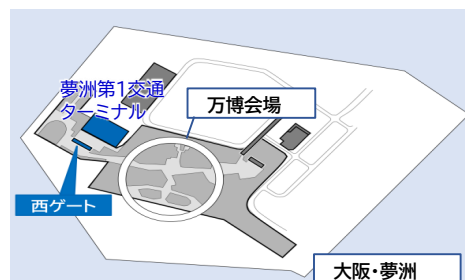 夢洲第1交通
ターミナル
万博会場
西ゲート
大阪・夢洲